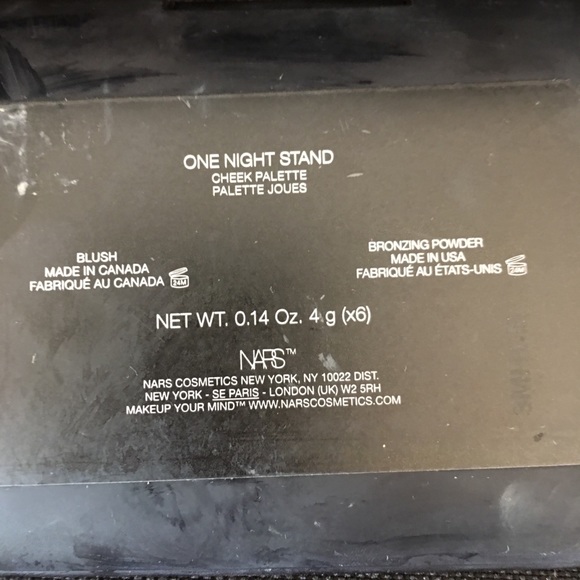 ONE NIGHT STAND
CHEEK PALETTE
PALETTE JOUES
BLUSH
MADE IN CANADA
FABRIQUÉ AU CANADA 24M
BRONZING POWDER
MADE IN USA
FABRIQUÉ AU ÉTATS-UNIS 24M
NET WT. 0.14 Oz. 4 g (x6)
NARS™
NARS COSMETICS NEW YORK, NY 10022 DIST.
NEW YORK - SE PARIS - LONDON (UK) W2 5RH
MAKEUP YOUR MIND™ WWW.NARSCOSMETICS.COM